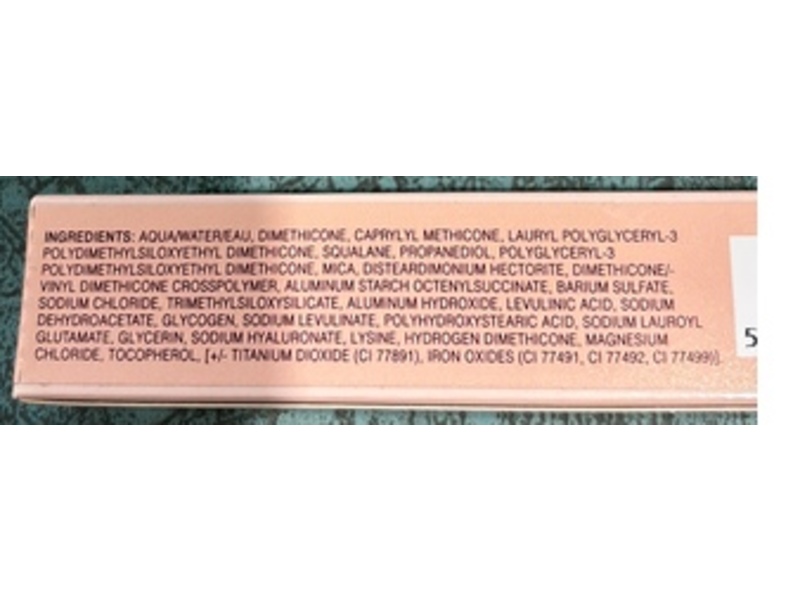 INGREDIENTS: AQUA/WATER/EAU, DIMETHICONE, CAPRYLYL METHICONE, LAURYL POLYGLYCERYL-3
POLYDIMETHYLSILOXYETHYL DIMETHICONE, SQUALANE, PROPANEDIOL, POLYGLYCERYL-3
POLYDIMETHYLSILOXYETHYL DIMETHICONE, MICA, DISTEARDIMONIUM HECTORITE, DIMETHICONE/-
VINYL DIMETHICONE CROSSPOLYMER, ALUMINUM STARCH OCTENYLSUCCINATE, BARIUM SULFATE,
SODIUM CHLORIDE, TRIMETHYLSILOXYSILICATE, ALUMINUM HYDROXIDE, LEVULINIC ACID, SODIUM
DEHYDROACETATE, GLYCOGEN, SODIUM LEVULINATE, POLYHYDROXYSTEARIC ACID, SODIUM LAUROYL
GLUTAMATE, GLYCERIN, SODIUM HYALURONATE, LYSINE, HYDROGEN DIMETHICONE, MAGNESIUM
CHLORIDE, TOCOPHEROL, [+/- TITANIUM DIOXIDE (CI 77891), IRON OXIDES (CI 77491, CI 77492, CI 77499)].
5